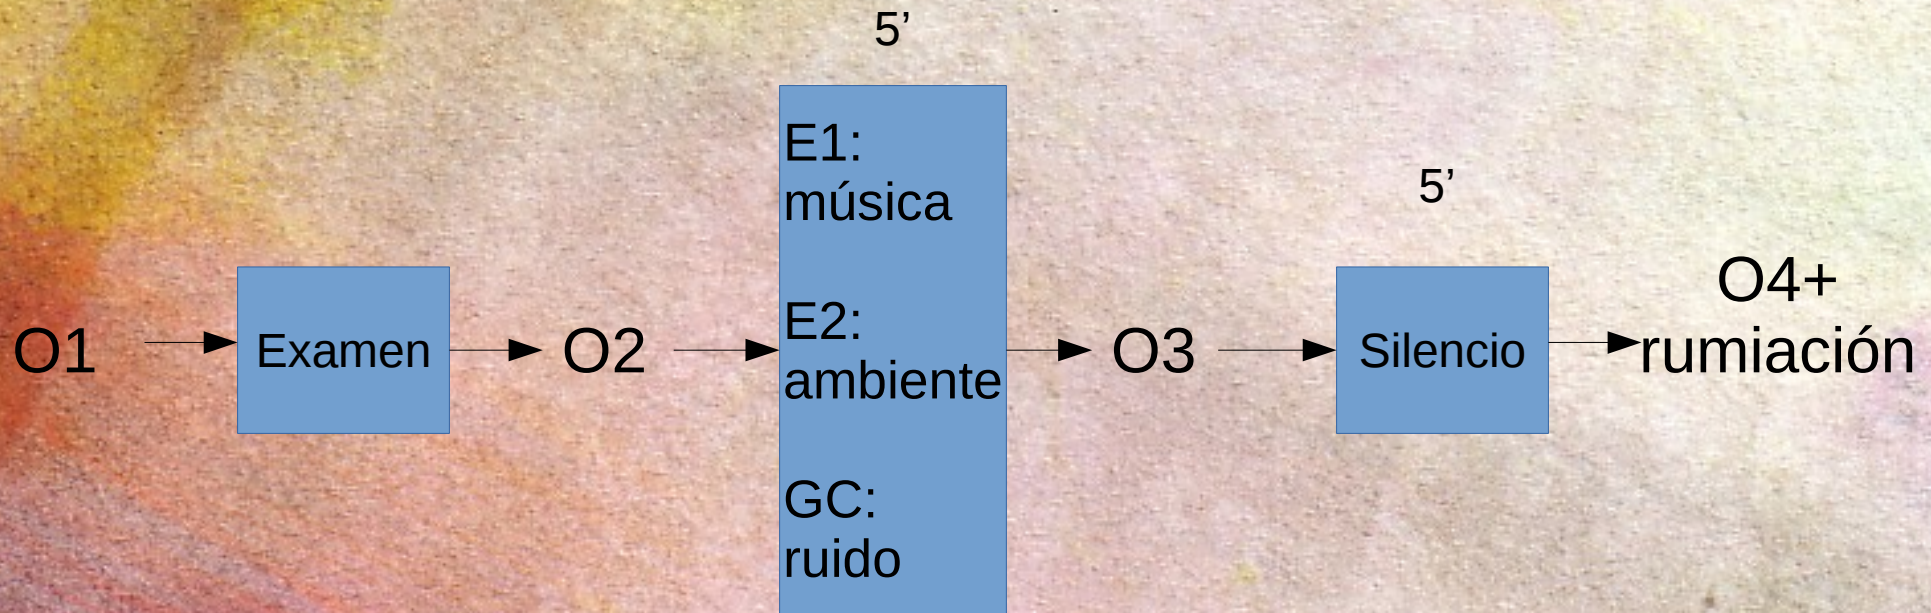 5’
E1:
música
E2:
ambiente
GC:
ruido
5’
O1
Examen
O2
O3
Silencio
O4+
rumiación